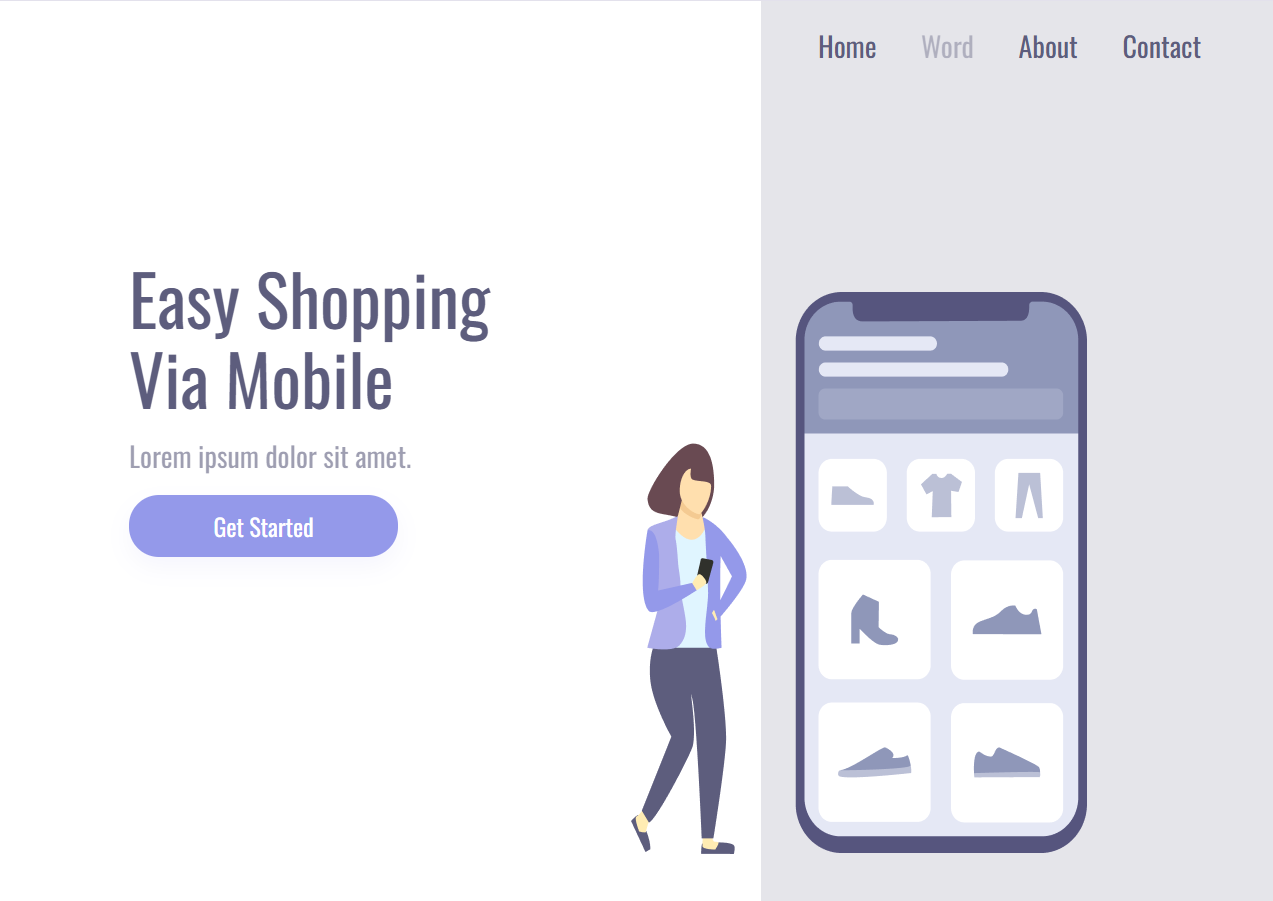 Home Word About Contact
Easy Shopping
Via Mobile
Lorem ipsum dolor sit amet.
Get Started